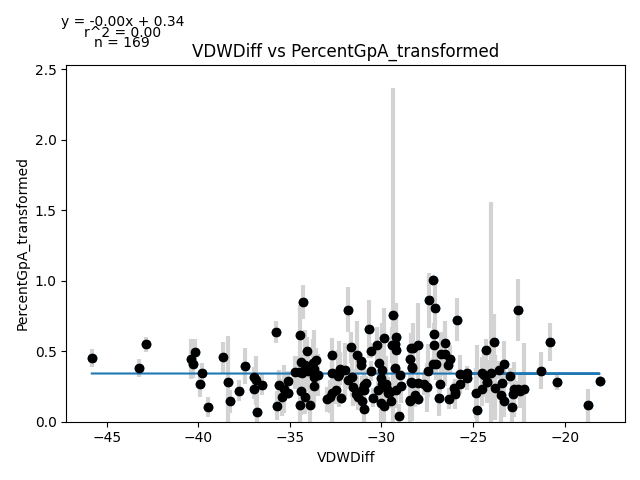 y = -0.00x + 0.34
r^2 = 0.00
n = 169
VDWDiff vs PercentGpA_transformed
2.5
2.0
1.5
1.0
0.5
0.0
PercentGpA_transformed
−45
−40
−35
−30
−25
−20
VDWDiff